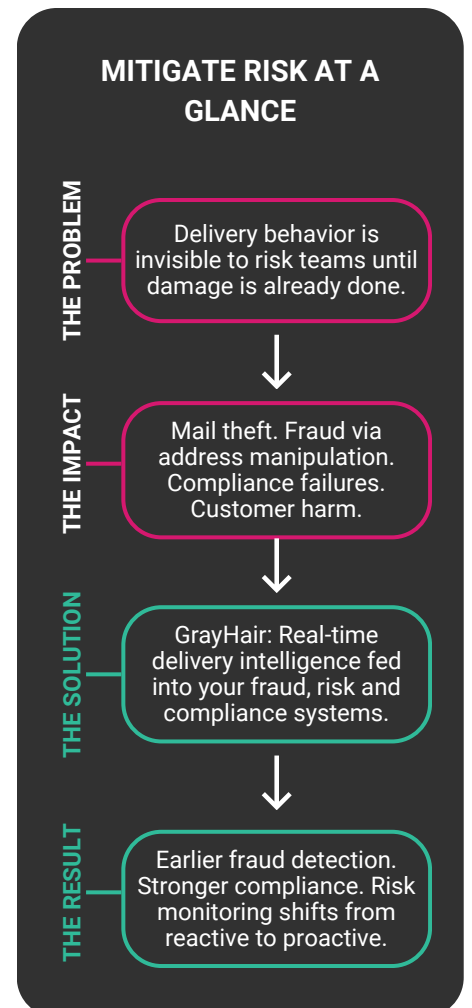 MITIGATE RISK AT A
GLANCE
THE PROBLEM
Delivery behavior is
invisible to risk teams until
damage is already done.
THE IMPACT
Mail theft. Fraud via
address manipulation.
Compliance failures.
Customer harm.
THE SOLUTION
GrayHair: Real-time
delivery intelligence fed
into your fraud, risk and
compliance systems.
THE RESULT
Earlier fraud detection.
Stronger compliance. Risk
monitoring shifts from
reactive to proactive.